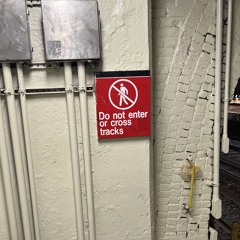 Do not enter
or cross
tracks